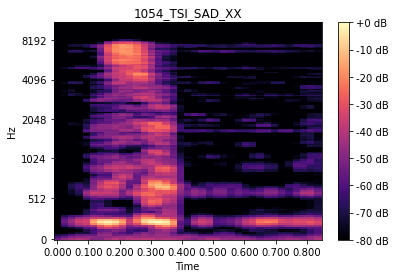 1054_TSI_SAD_XX
8192
4096
2048
1024
512
0
Hz
0.000 0.100 0.200 0.300 0.400 0.500 0.600 0.700 0.800
Time
+0 dB
-10 dB
-20 dB
-30 dB
-40 dB
-50 dB
-60 dB
-70 dB
-80 dB